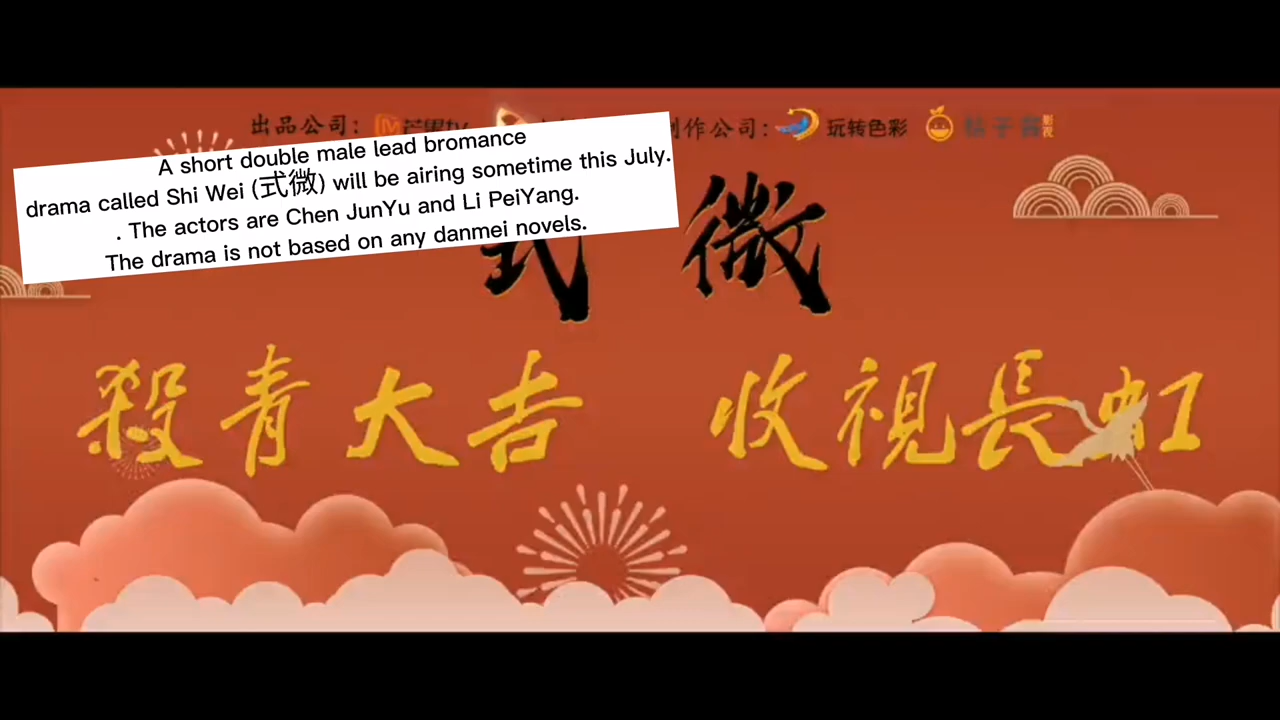 出品公司:
制作公司:
玩转色彩
A short double male lead bromance
drama called Shi Wei (式微) will be airing sometime this July.
. The actors are Chen JunYu and Li PeiYang.
The drama is not based on any danmei novels.
式微
殺青大吉 收視長虹